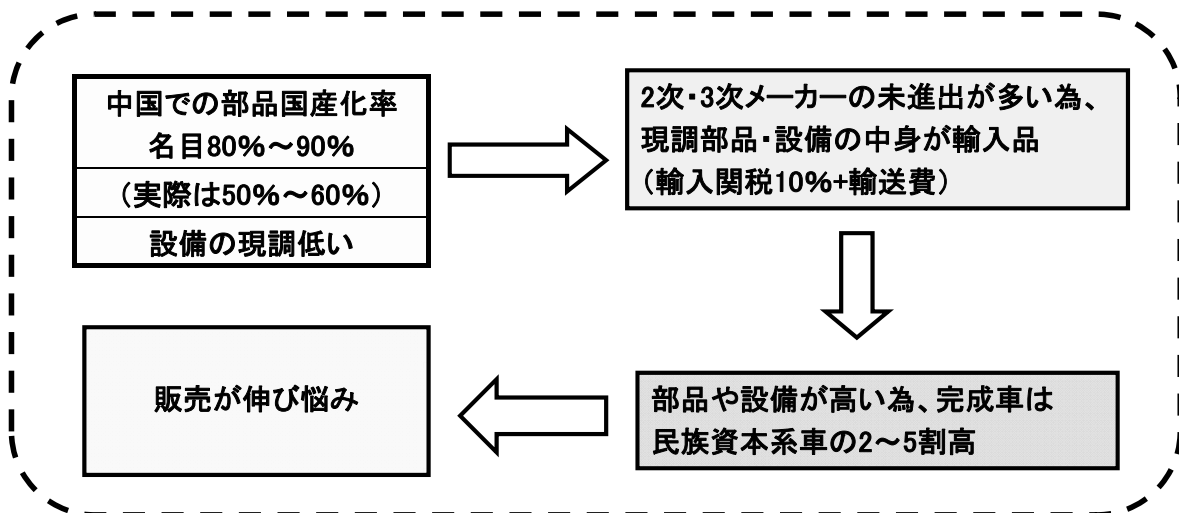 中国での部品国産化率
名目80%～90%
（実際は50%～60%）
設備の現調低い
2次・3次メーカーの未進出が多い為、
現調部品・設備の中身が輸入品
（輸入関税10%+輸送費）
部品や設備が高い為、完成車は
民族資本系車の2～5割高
販売が伸び悩み